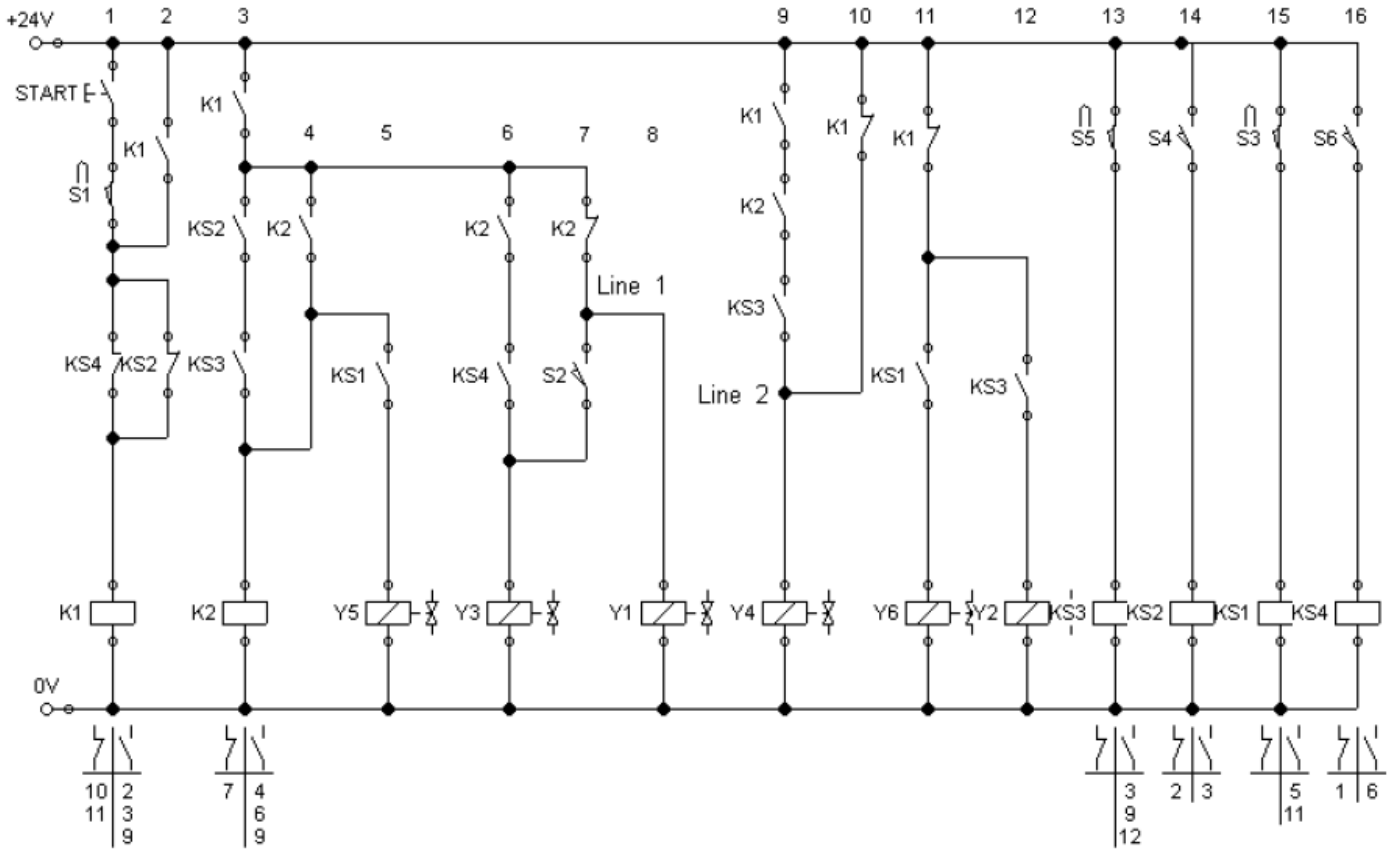 +24V 1 2 3 9 10 11 12 13 14 15 16
START K1 K1 K1 K1 S5 S4 S3 S6
4 5 6 7 8
K1
S1 KS2 K2 K2 K2 K2
Line 1 KS3
KS4 KS2 KS3 KS1 KS4 S2 Line 2 KS1 KS3
K1 K2 Y5 Y3 Y1 Y4 Y6 Y2 KS3 KS2 KS1 KS4
0V
10 2 7 4 3 2 3 5 1 6
11 3 6 9 11
9 9 12